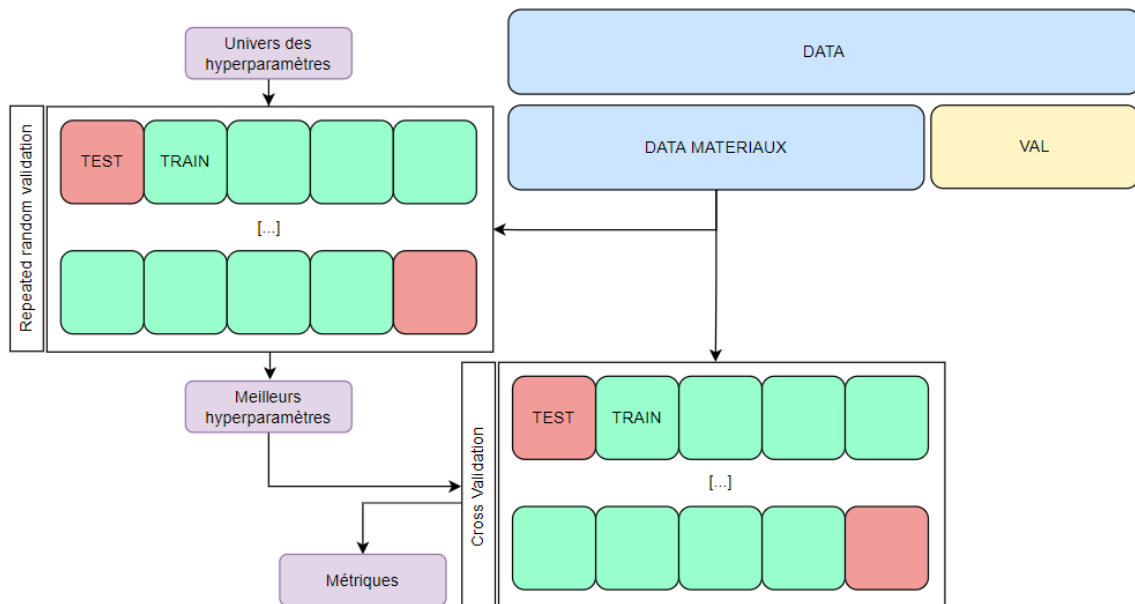 Univers des
hyperparamètres
DATA
DATA MATERIAUX
VAL
Repeated random validation
TEST
TRAIN
[...]
Meilleurs
hyperparamètres
Cross Validation
TEST
TRAIN
[...]
Métriques